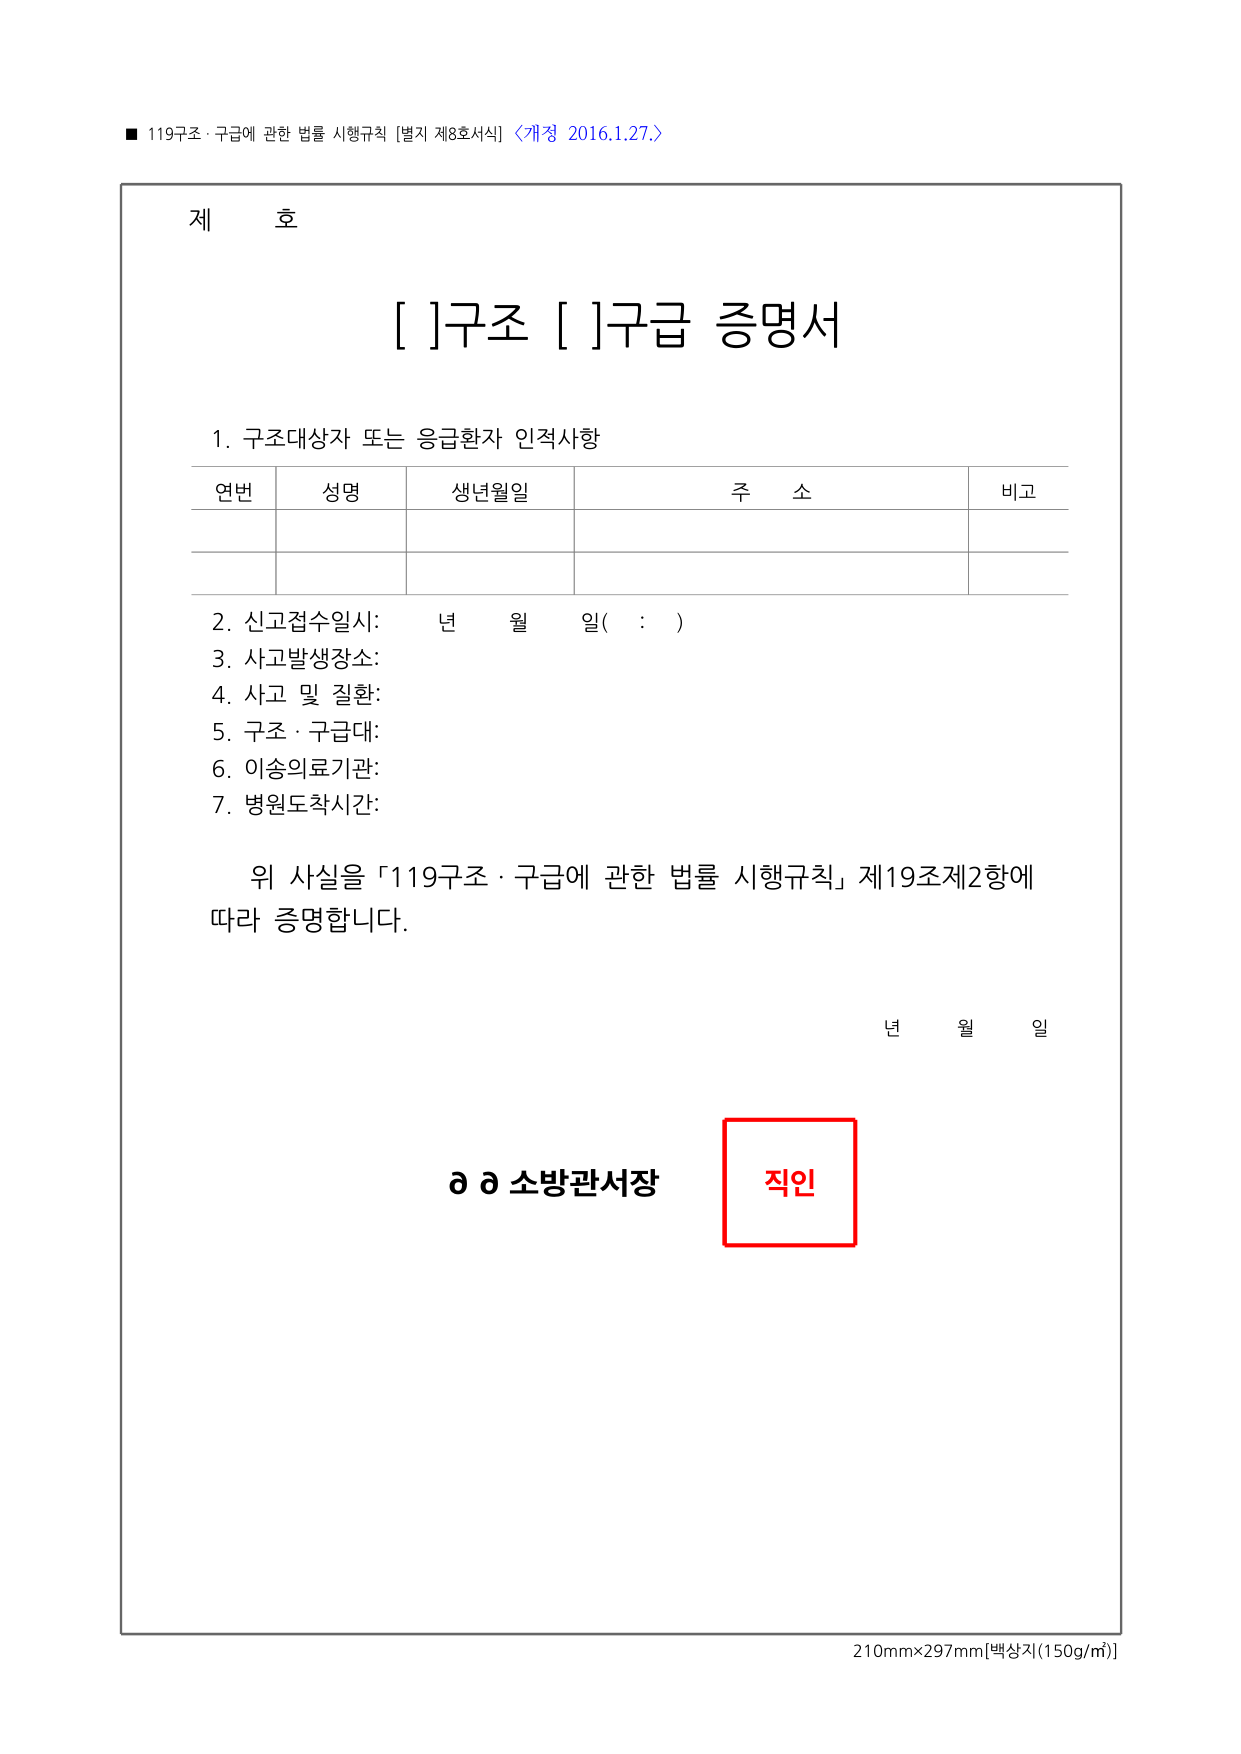 ■ 119구조ㆍ구급에 관한 법률 시행규칙 [별지 제8호서식] 〈개정 2016.1.27.〉
제 호
[ ]구조 [ ]구급 증명서
1. 구조대상자 또는 응급환자 인적사항
연번 성명 생년월일 주 소 비고
2. 신고접수일시: 년 월 일( : )
3. 사고발생장소:
4. 사고 및 질환:
5. 구조ㆍ구급대:
6. 이송의료기관:
7. 병원도착시간:
위 사실을 「119구조ㆍ구급에 관한 법률 시행규칙」 제19조제2항에
따라 증명합니다.
년 월 일
∂ ∂ 소방관서장 직인
210mm×297mm[백상지(150g/㎡)]